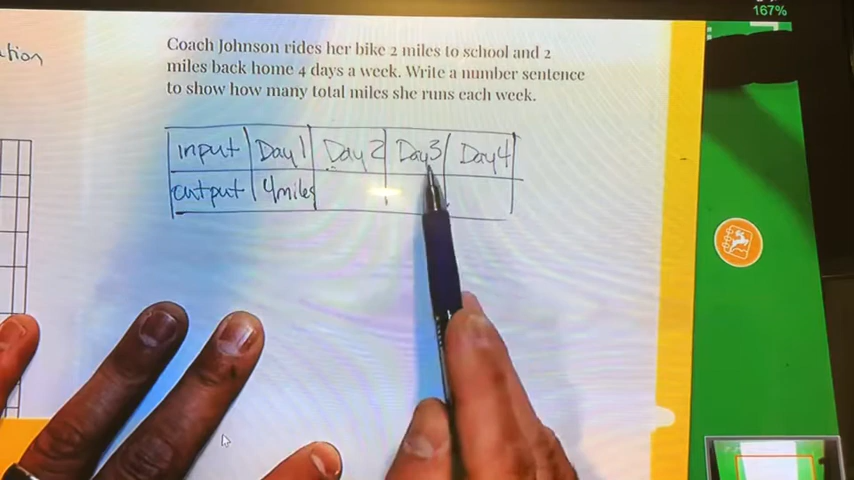 167%
ation
Coach Johnson rides her bike 2 miles to school and 2
miles back home 4 days a week. Write a number sentence
to show how many total miles she runs each week.
input Day 1 Day 2 Day 3 Day 4
output 4 miles